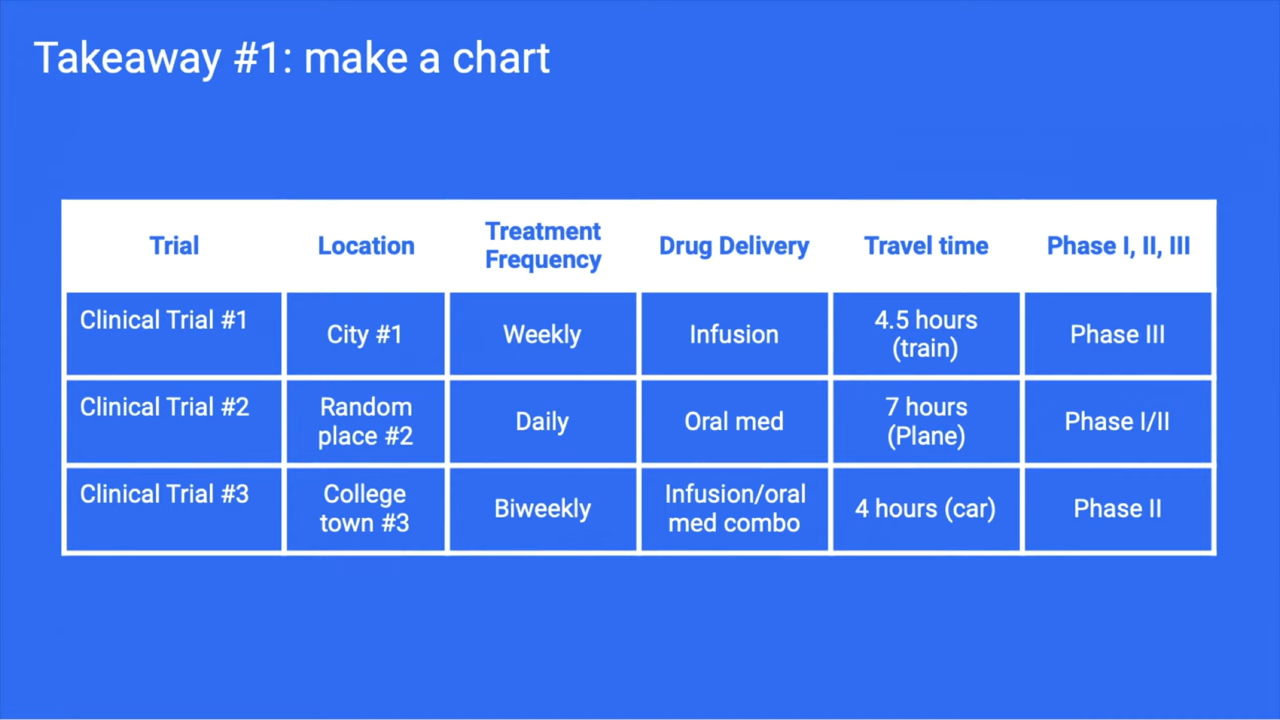 Takeaway #1: make a chart
Trial
Location
Treatment
Frequency
Drug Delivery
Travel time
Phase I, II, III
Clinical Trial #1
City #1
Weekly
Infusion
4.5 hours
(train)
Phase III
Clinical Trial #2
Random
place #2
Daily
Oral med
7 hours
(Plane)
Phase I/II
Clinical Trial #3
College
town #3
Biweekly
Infusion/oral
med combo
4 hours (car)
Phase II